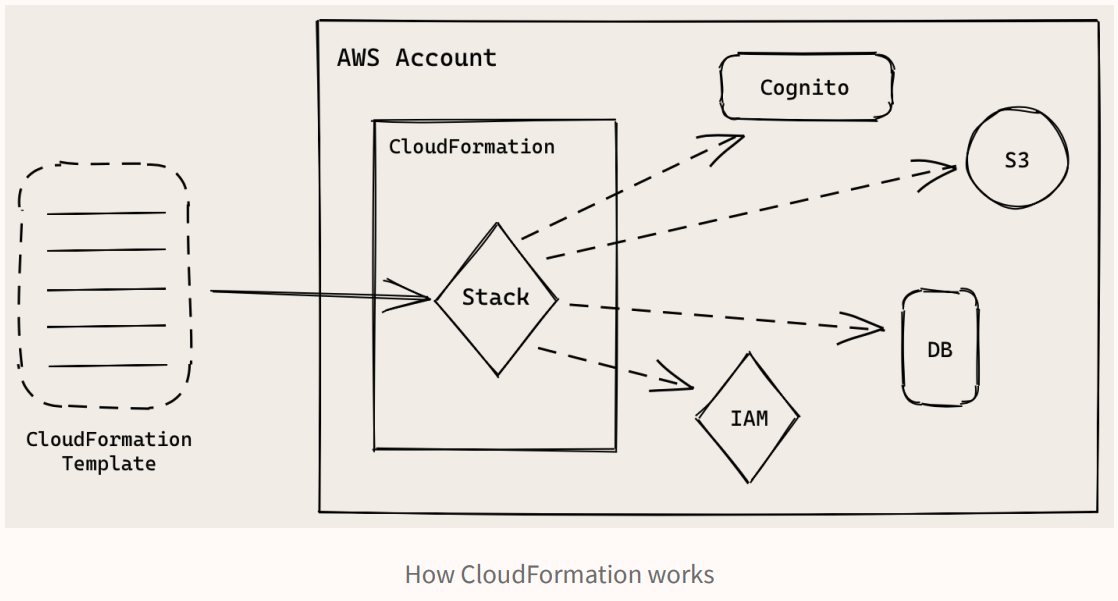 AWS Account
Cognito
S3
CloudFormation
Stack
DB
IAM
CloudFormation
Template
How CloudFormation works